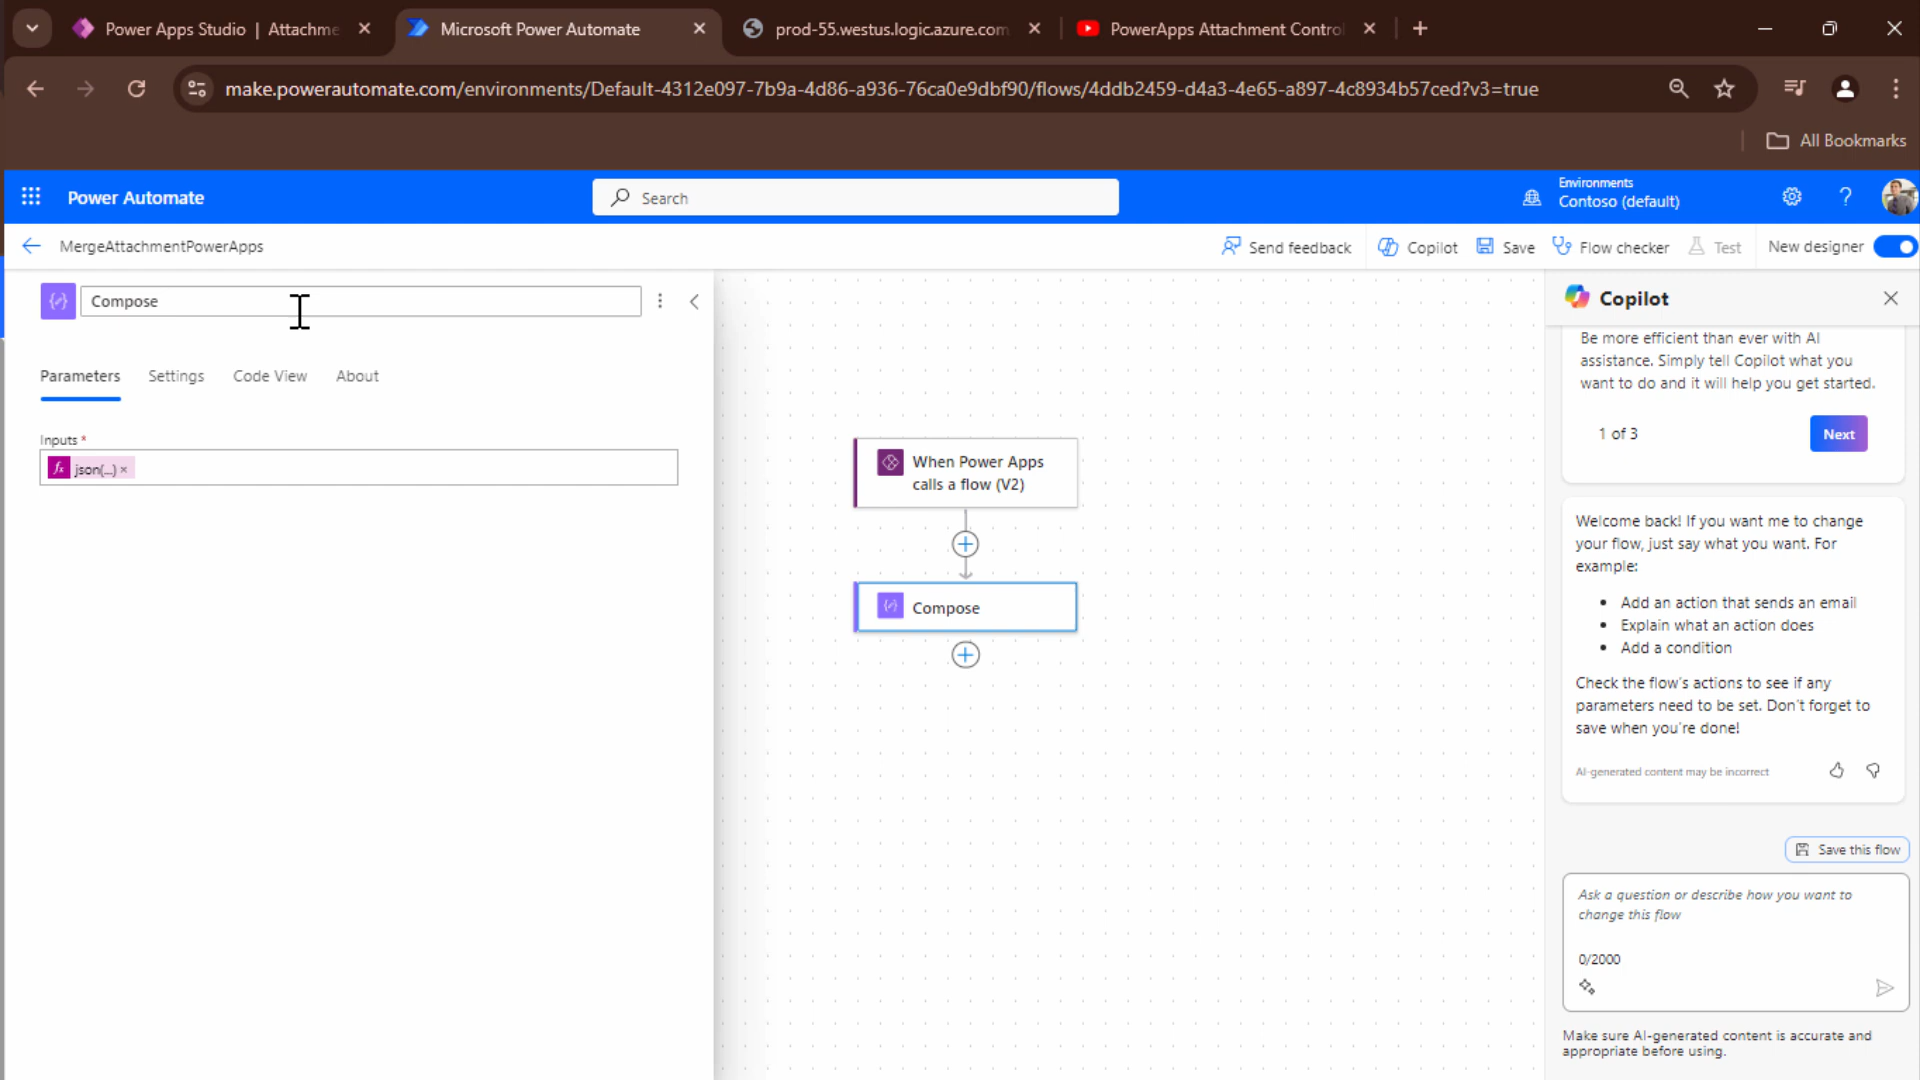 Power Apps Studio | Attachme
Microsoft Power Automate
prod-55.westus.logic.azure.com
PowerApps Attachment Control
make.powerautomate.com/environments/Default-4312e097-7b9a-4d86-a936-76ca0e9dbf90/flows/4ddb2459-d4a3-4e65-a897-4c8934b57ced?v3=true
All Bookmarks
Power Automate
Search
Environments
Contoso (default)
MergeAttachmentPowerApps
Send feedback
Copilot
Save
Flow checker
Test
New designer
Compose
Parameters
Settings
Code View
About
Inputs *
fx json(...) ×
When Power Apps
calls a flow (V2)
Compose
Copilot
Be more efficient than ever with AI
assistance. Simply tell Copilot what you
want to do and it will help you get started.
1 of 3
Next
Welcome back! If you want me to change
your flow, just say what you want. For
example:
• Add an action that sends an email
• Explain what an action does
• Add a condition
Check the flow's actions to see if any
parameters need to be set. Don't forget to
save when you're done!
AI-generated content may be incorrect
Save this flow
Ask a question or describe how you want to
change this flow
0/2000
Make sure AI-generated content is accurate and
appropriate before using.